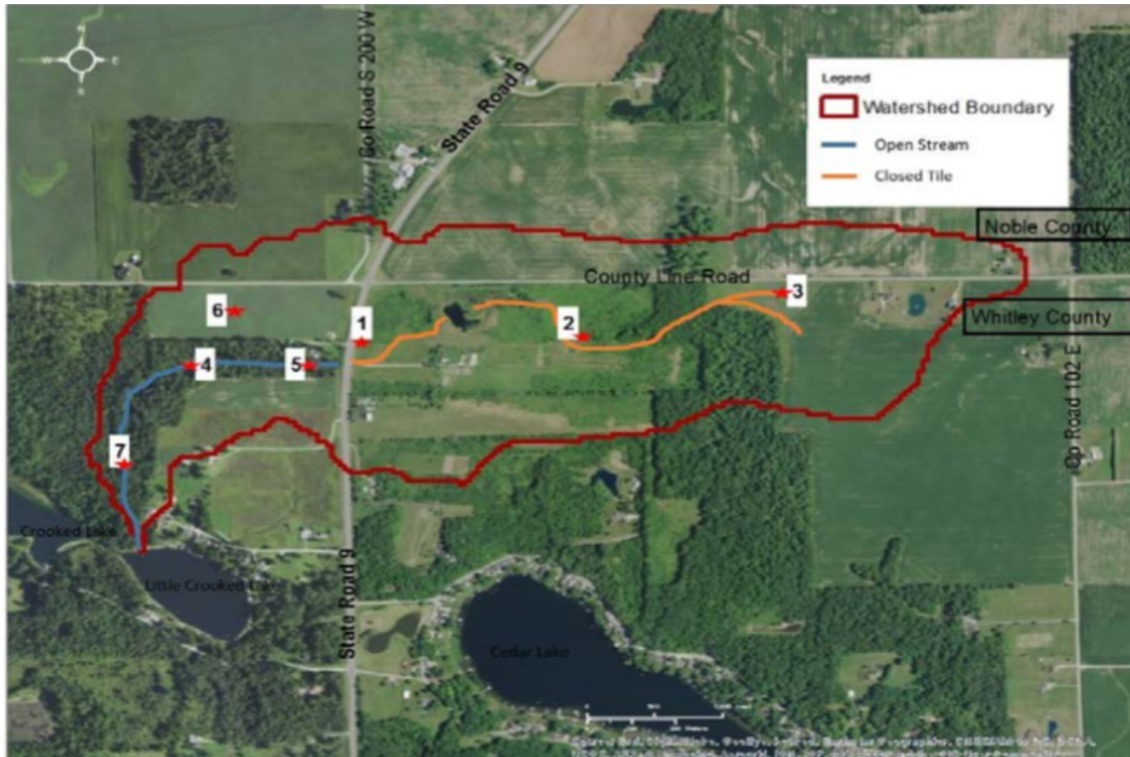 N
W
E
S
Co Road S 200 W
State Road 9
Legend
Watershed Boundary
Open Stream
Closed Tile
Noble County
County Line Road
Whitley County
1
2
3
4
5
6
7
Co Road 102 E
Crooked Lake
Little Crooked Lake
State Road 9
Cedar Lake